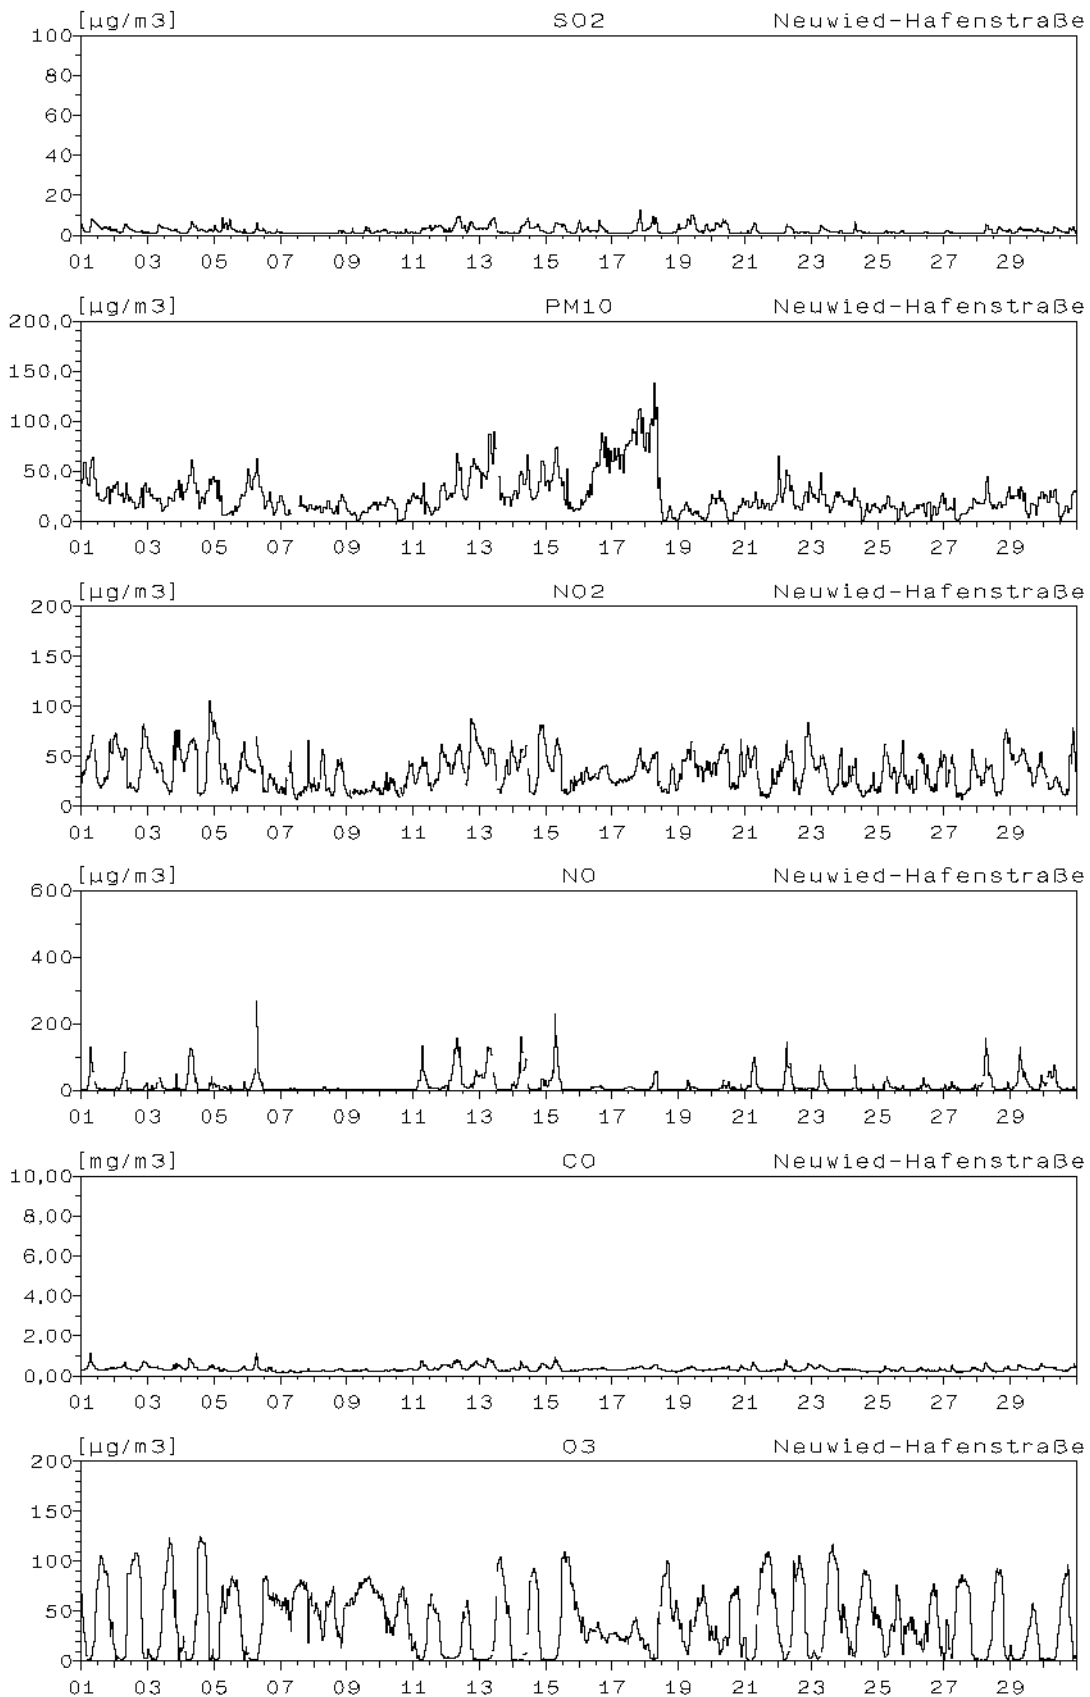 [µg/m3] SO2 Neuwied-Hafenstraße
100
80
60
40
20
0
01 03 05 07 09 11 13 15 17 19 21 23 25 27 29
[µg/m3] PM10 Neuwied-Hafenstraße
200,0
150,0
100,0
50,0
0,0
01 03 05 07 09 11 13 15 17 19 21 23 25 27 29
[µg/m3] NO2 Neuwied-Hafenstraße
200
150
100
50
0
01 03 05 07 09 11 13 15 17 19 21 23 25 27 29
[µg/m3] NO Neuwied-Hafenstraße
600
400
200
0
01 03 05 07 09 11 13 15 17 19 21 23 25 27 29
[mg/m3] CO Neuwied-Hafenstraße
10,00
8,00
6,00
4,00
2,00
0,00
01 03 05 07 09 11 13 15 17 19 21 23 25 27 29
[µg/m3] O3 Neuwied-Hafenstraße
200
150
100
50
0
01 03 05 07 09 11 13 15 17 19 21 23 25 27 29